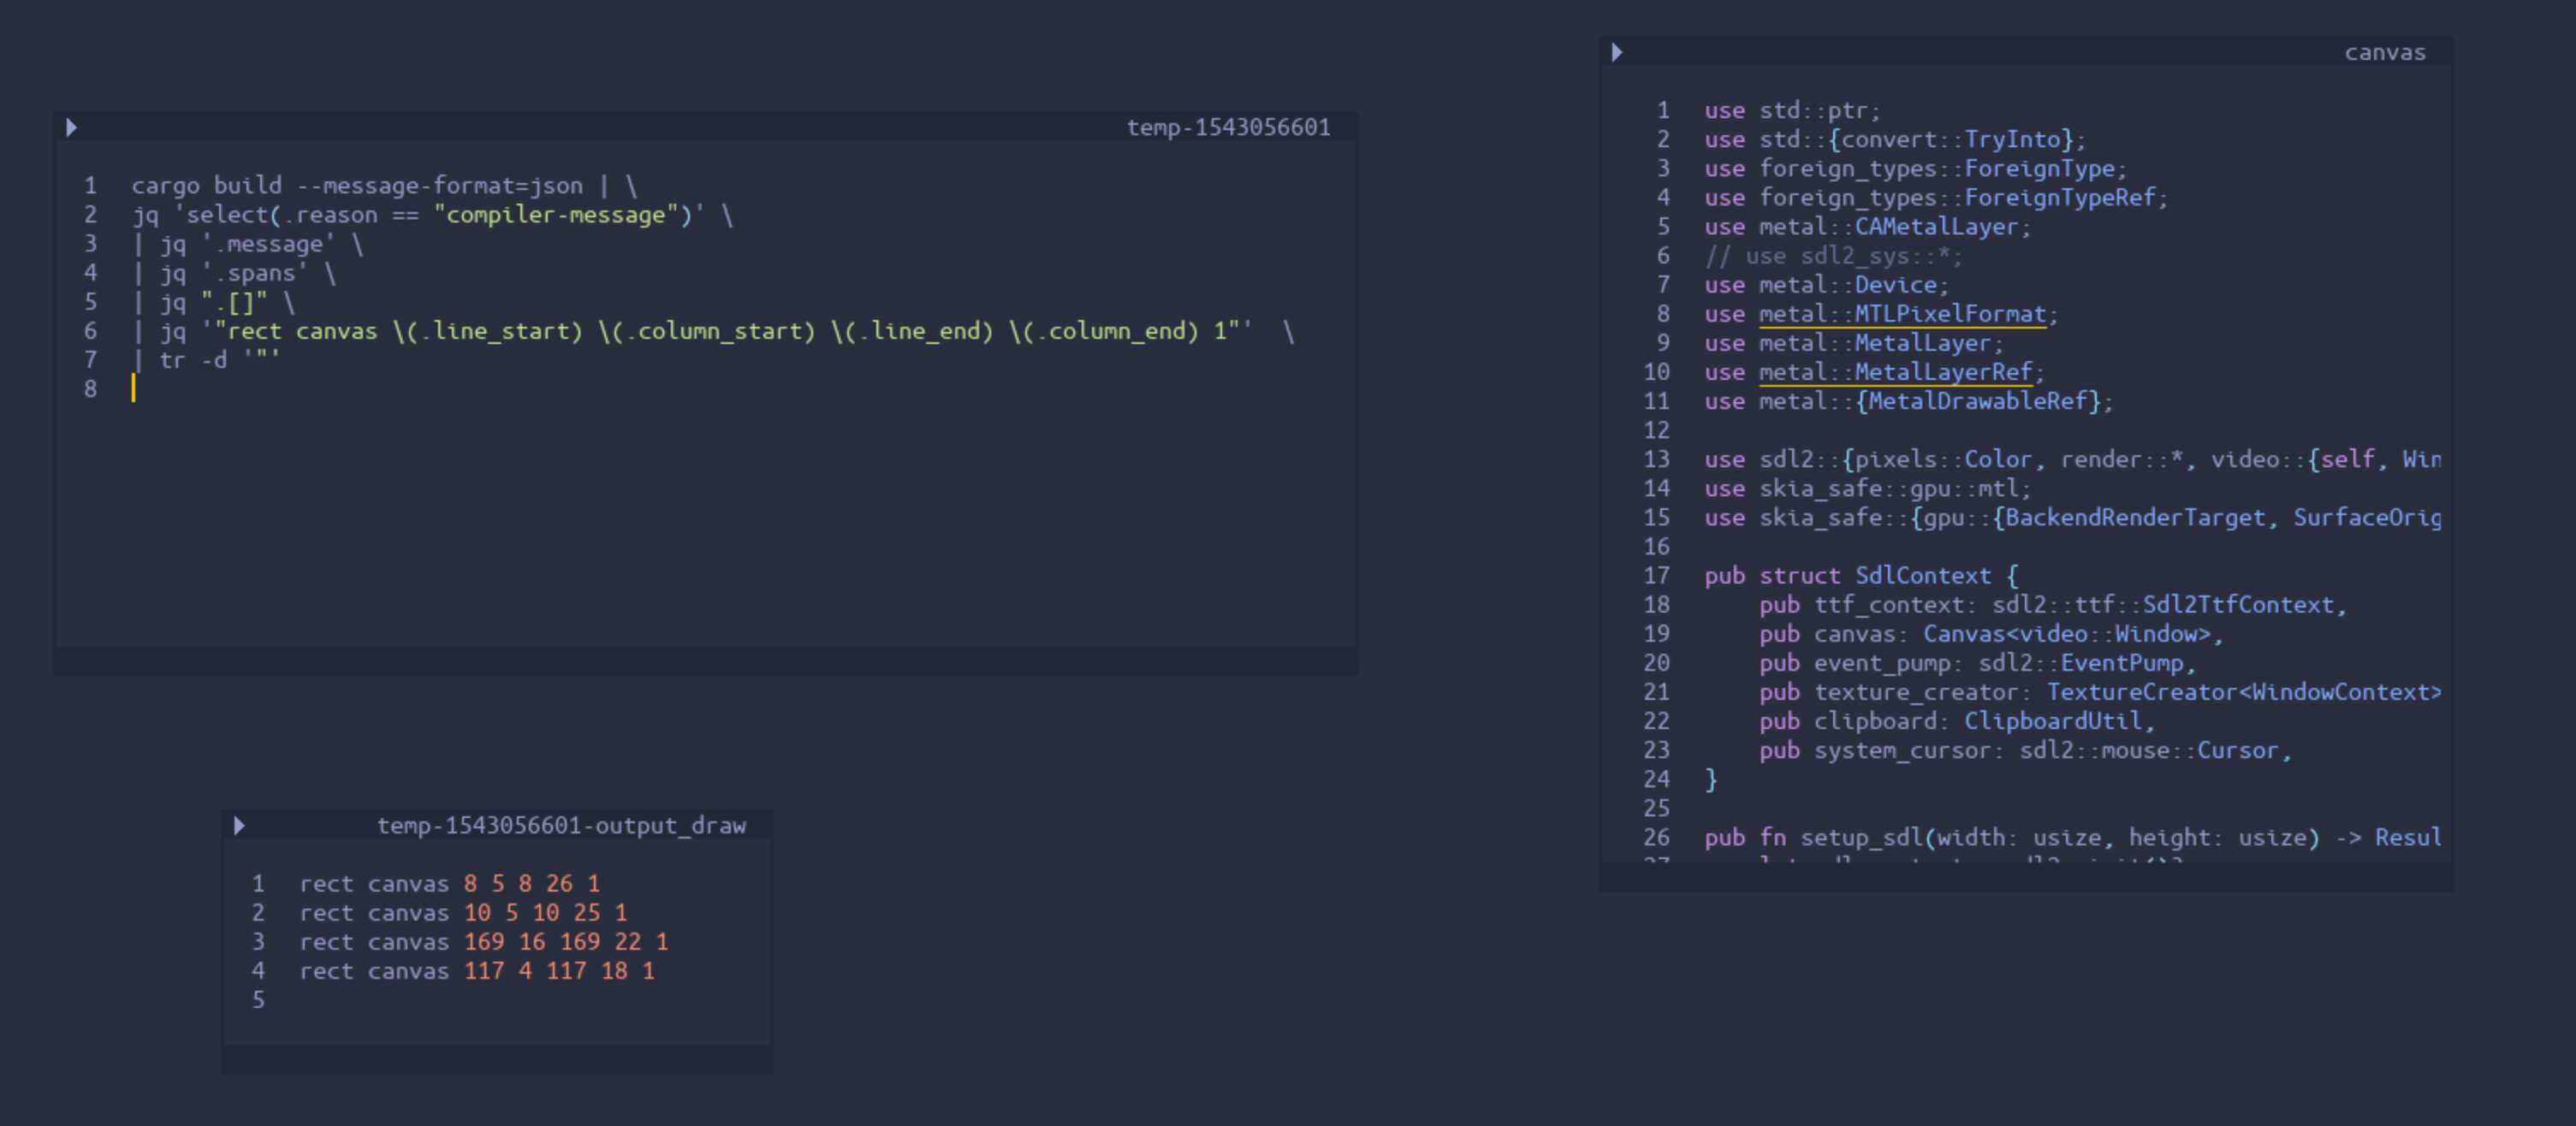 temp-1543056601
1 cargo build --message-format=json | \
2 jq 'select(.reason == "compiler-message")' \
3 | jq '.message' \
4 | jq '.spans' \
5 | jq ".[]" \
6 | jq '"rect canvas \(.line_start) \(.column_start) \(.line_end) \(.column_end) 1"'  \
7 | tr -d '"'
8
temp-1543056601-output_draw
1 rect canvas 8 5 8 26 1
2 rect canvas 10 5 10 25 1
3 rect canvas 169 16 169 22 1
4 rect canvas 117 4 117 18 1
5
canvas
1 use std::ptr;
2 use std::{convert::TryInto};
3 use foreign_types::ForeignType;
4 use foreign_types::ForeignTypeRef;
5 use metal::CAMetalLayer;
6 // use sdl2_sys::*;
7 use metal::Device;
8 use metal::MTLPixelFormat;
9 use metal::MetalLayer;
10 use metal::MetalLayerRef;
11 use metal::{MetalDrawableRef};
12
13 use sdl2::{pixels::Color, render::*, video::{self, Win
14 use skia_safe::gpu::mtl;
15 use skia_safe::{gpu::{BackendRenderTarget, SurfaceOrig
16
17 pub struct SdlContext {
18     pub ttf_context: sdl2::ttf::Sdl2TtfContext,
19     pub canvas: Canvas<video::Window>,
20     pub event_pump: sdl2::EventPump,
21     pub texture_creator: TextureCreator<WindowContext>
22     pub clipboard: ClipboardUtil,
23     pub system_cursor: sdl2::mouse::Cursor,
24 }
25
26 pub fn setup_sdl(width: usize, height: usize) -> Resul